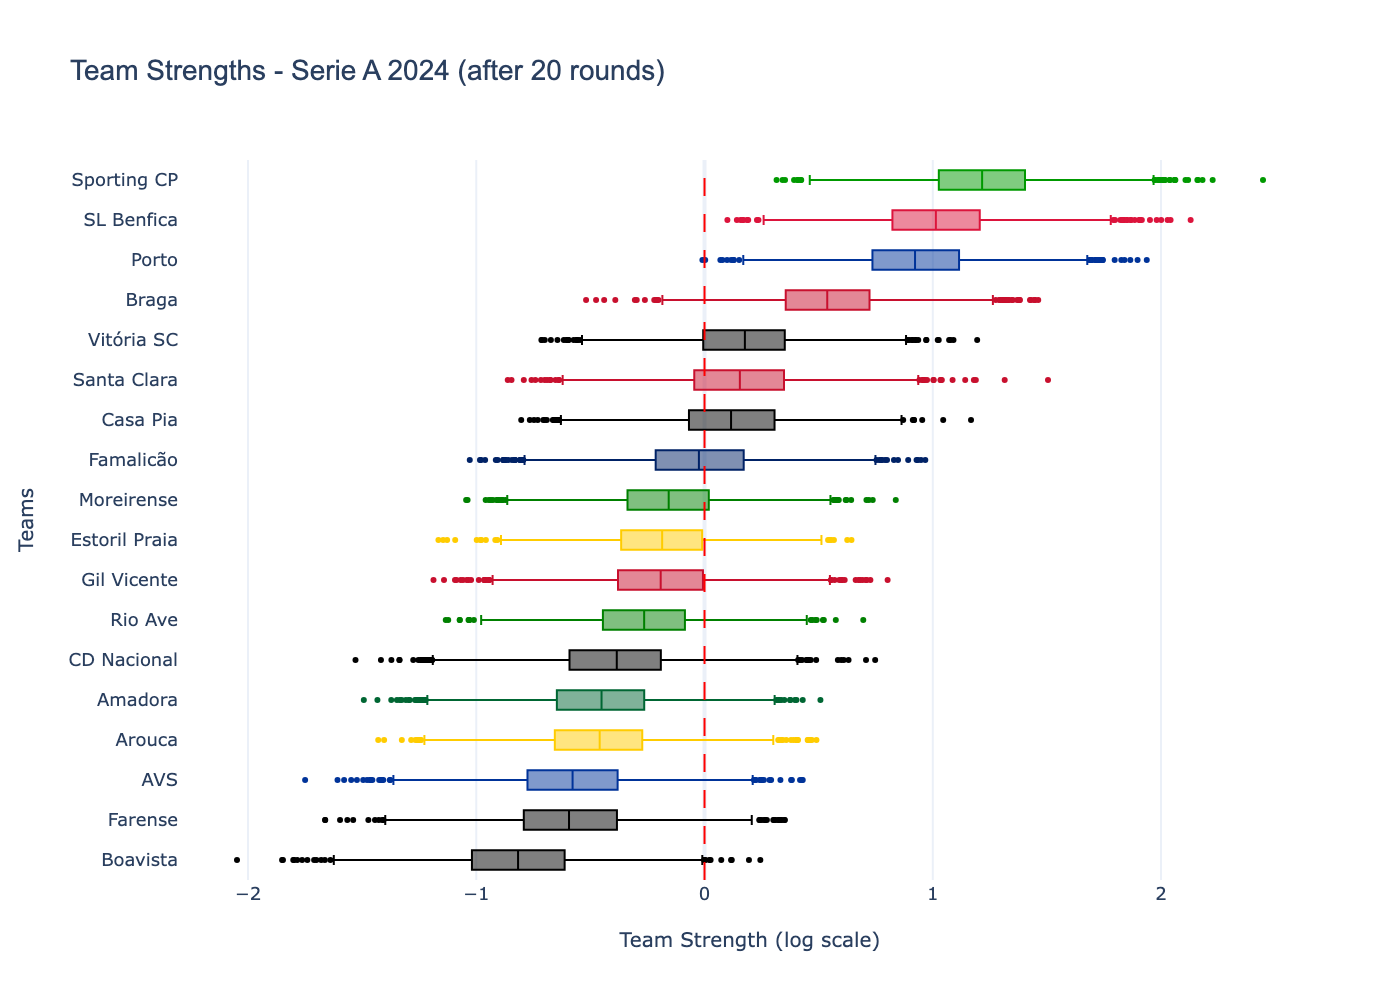 Team Strengths - Serie A 2024 (after 20 rounds)
Sporting CP
SL Benfica
Porto
Braga
Vitória SC
Santa Clara
Casa Pia
Famalicão
Moreirense
Estoril Praia
Gil Vicente
Rio Ave
CD Nacional
Amadora
Arouca
AVS
Farense
Boavista
Teams
−2 −1 0 1 2
Team Strength (log scale)